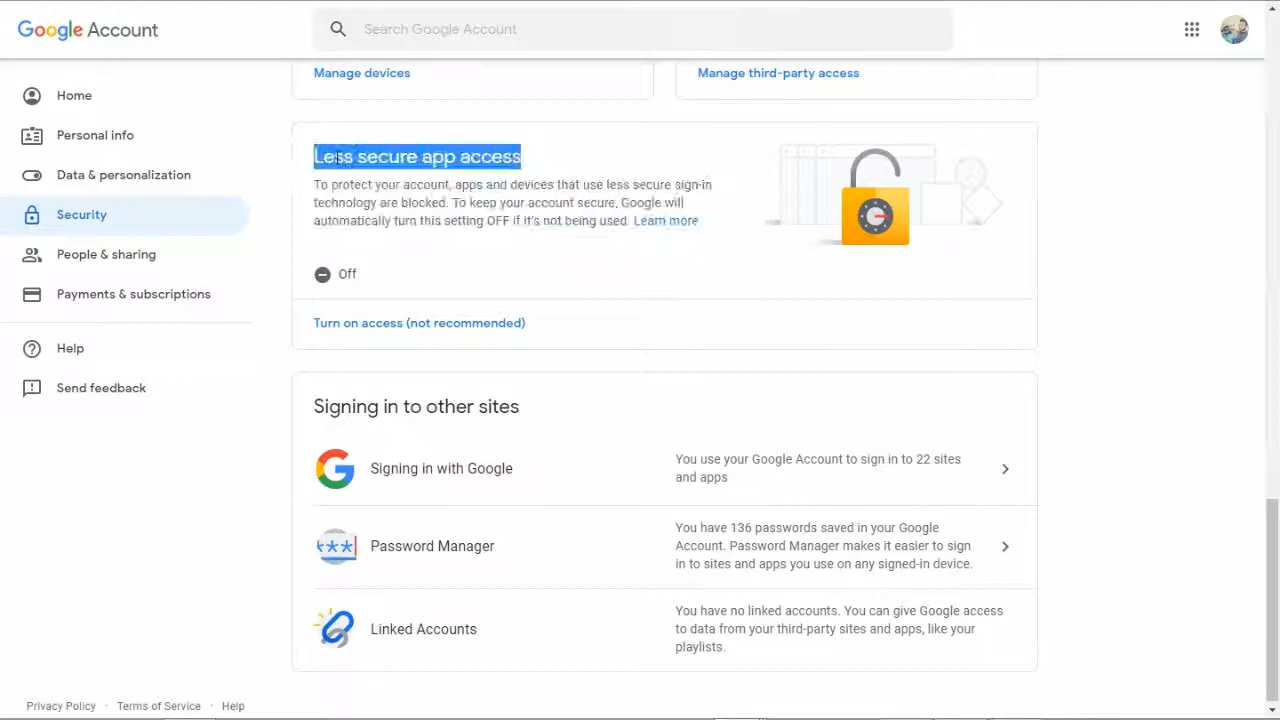 Google Account
Search Google Account
Home
Personal info
Data & personalization
Security
People & sharing
Payments & subscriptions
Help
Send feedback
Manage devices
Manage third-party access
Less secure app access
To protect your account, apps and devices that use less secure sign-in
technology are blocked. To keep your account secure, Google will
automatically turn this setting OFF if it's not being used. Learn more
Off
Turn on access (not recommended)
Signing in to other sites
Signing in with Google
You use your Google Account to sign in to 22 sites
and apps
Password Manager
You have 136 passwords saved in your Google
Account. Password Manager makes it easier to sign
in to sites and apps you use on any signed-in device.
Linked Accounts
You have no linked accounts. You can give Google access
to data from your third-party sites and apps, like your
playlists.
Privacy Policy · Terms of Service · Help